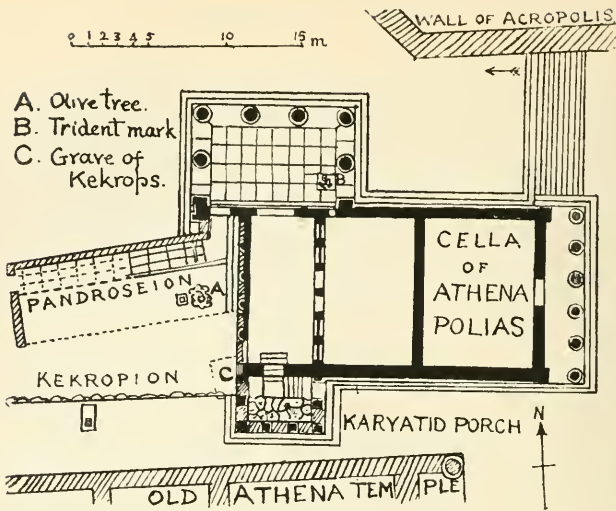 WALL OF ACROPOLIS
0 1 2 3 4 5 10 15 m
A. Olive tree.
B. Trident mark
C. Grave of
Kekrops.
B
CELLA
OF
ATHENA
POLIAS
A
PANDROSEION
C
KEKROPION
KARYATID PORCH
N
OLD ATHENA TEMPLE